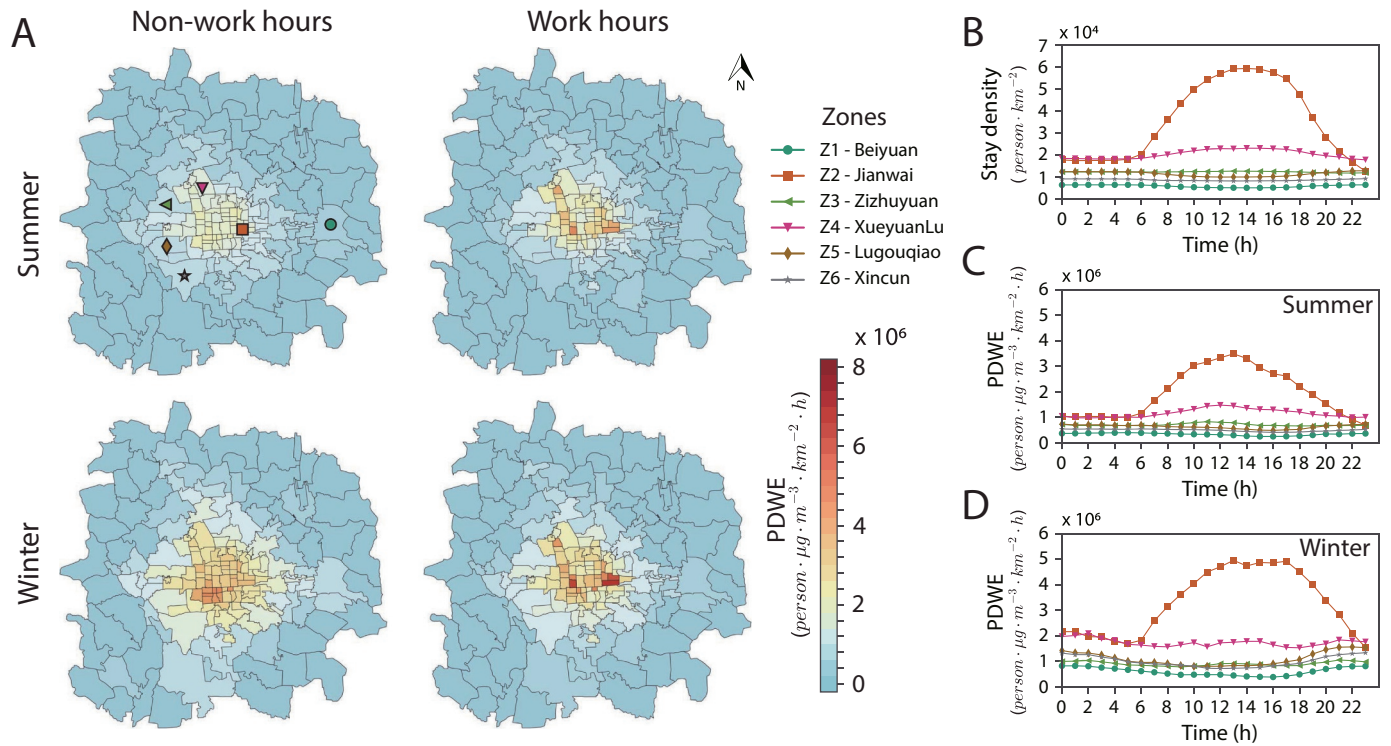 A
Non-work hours
Work hours
Summer
Winter
N
Zones
Z1 - Beiyuan
Z2 - Jianwai
Z3 - Zizhuyuan
Z4 - XueyuanLu
Z5 - Lugouqiao
Z6 - Xincun
x 10⁶
8
6
4
2
0
PDWE
(person · µg · m⁻³ · km⁻² · h)
B
x 10⁴
7
6
5
4
3
2
1
0
Stay density
( person · km⁻²)
0 2 4 6 8 10 12 14 16 18 20 22
Time (h)
C
x 10⁶
Summer
6
5
4
3
2
1
0
PDWE
(person · µg · m⁻³ · km⁻² · h)
0 2 4 6 8 10 12 14 16 18 20 22
Time (h)
D
x 10⁶
Winter
6
5
4
3
2
1
0
PDWE
(person · µg · m⁻³ · km⁻² · h)
0 2 4 6 8 10 12 14 16 18 20 22
Time (h)